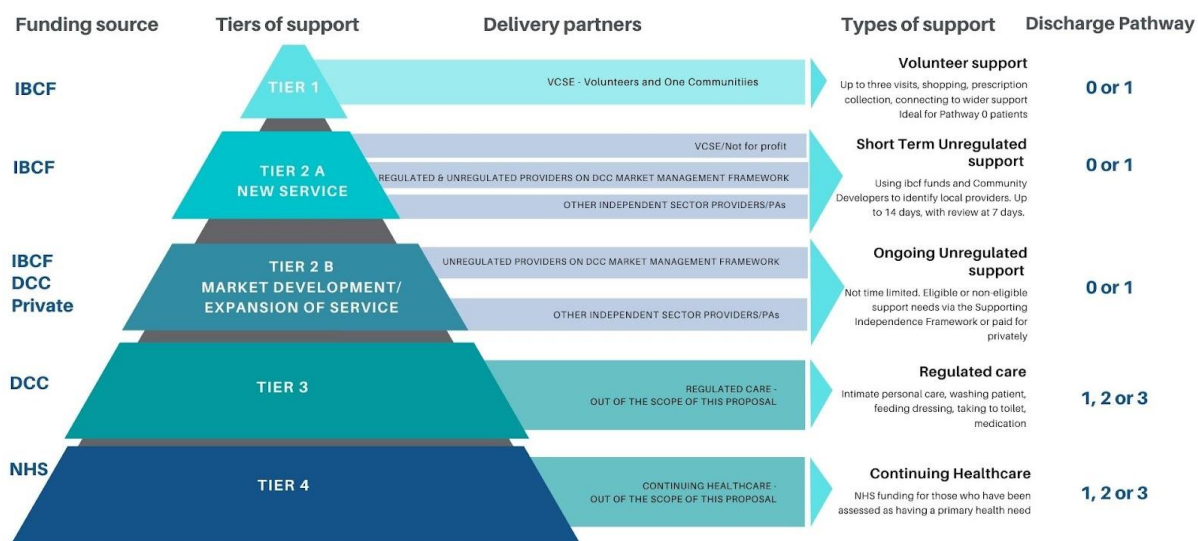 Funding source
Tiers of support
Delivery partners
Types of support
Discharge Pathway
IBCF
TIER 1
VCSE - Volunteers and One Communitiies
Volunteer support
Up to three visits, shopping, prescription
collection, connecting to wider support
Ideal for Pathway 0 patients
0 or 1
IBCF
TIER 2 A
NEW SERVICE
VCSE/Not for profit
REGULATED & UNREGULATED PROVIDERS ON DCC MARKET MANAGEMENT FRAMEWORK
OTHER INDEPENDENT SECTOR PROVIDERS/PAs
Short Term Unregulated
support
Using ibcf funds and Community
Developers to identify local providers. Up
to 14 days, with review at 7 days.
0 or 1
IBCF
DCC
Private
TIER 2 B
MARKET DEVELOPMENT/
EXPANSION OF SERVICE
UNREGULATED PROVIDERS ON DCC MARKET MANAGEMENT FRAMEWORK
OTHER INDEPENDENT SECTOR PROVIDERS/PAs
Ongoing Unregulated
support
Not time limited. Eligible or non-eligible
support needs via the Supporting
Independence Framework or paid for
privately
0 or 1
DCC
TIER 3
REGULATED CARE -
OUT OF THE SCOPE OF THIS PROPOSAL
Regulated care
Intimate personal care, washing patient,
feeding dressing, taking to toilet,
medication
1, 2 or 3
NHS
TIER 4
CONTINUING HEALTHCARE -
OUT OF THE SCOPE OF THIS PROPOSAL
Continuing Healthcare
NHS funding for those who have been
assessed as having a primary health need
1, 2 or 3